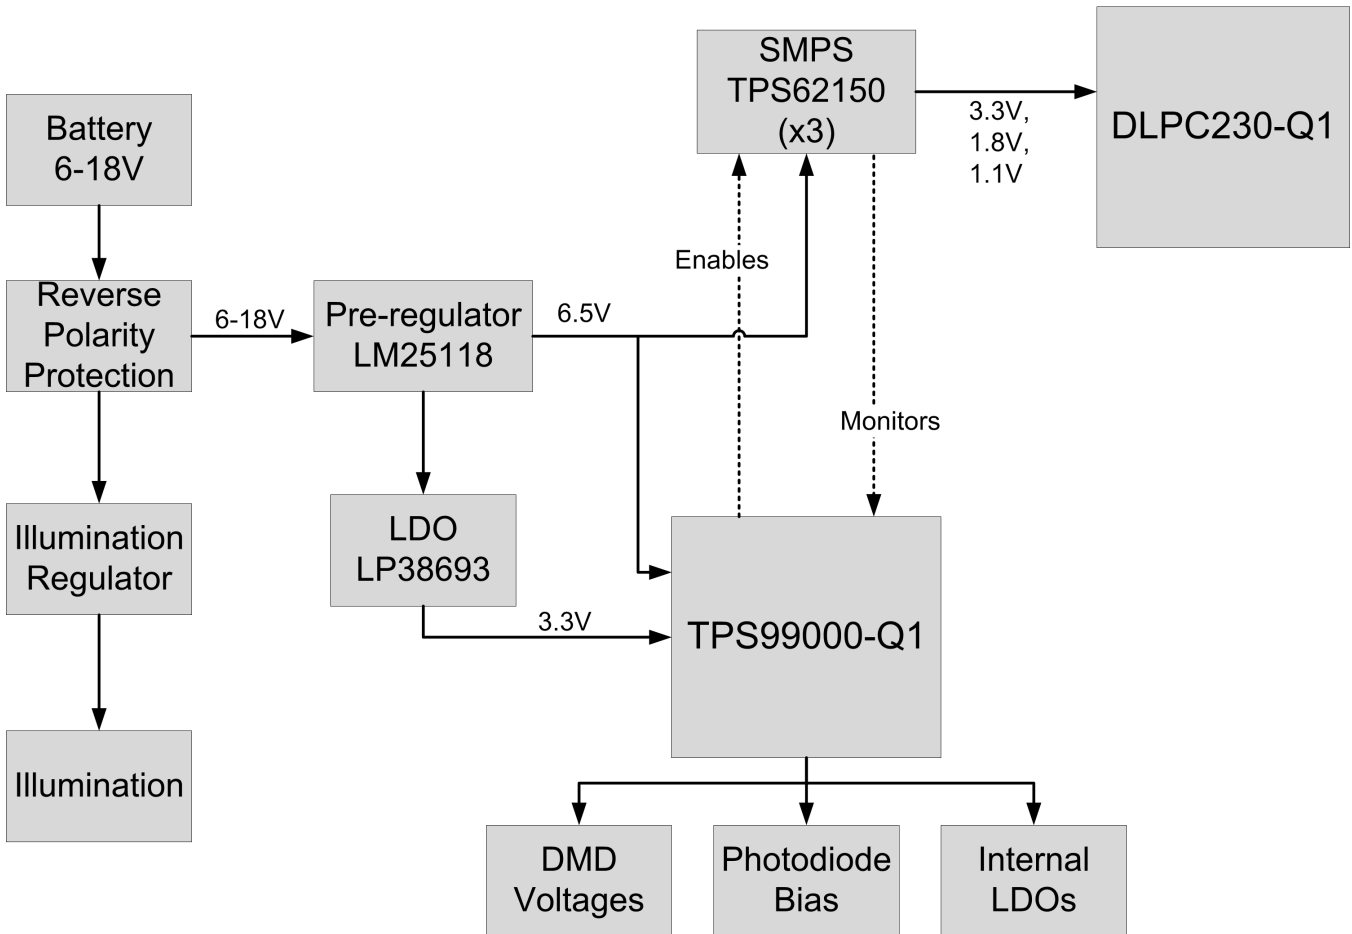 SMPS
TPS62150
(x3)
3.3V,
1.8V,
1.1V
DLPC230-Q1
Battery
6-18V
Enables
Reverse
Polarity
Protection
6-18V
Pre-regulator
LM25118
6.5V
Monitors
Illumination
Regulator
LDO
LP38693
3.3V
TPS99000-Q1
Illumination
DMD
Voltages
Photodiode
Bias
Internal
LDOs